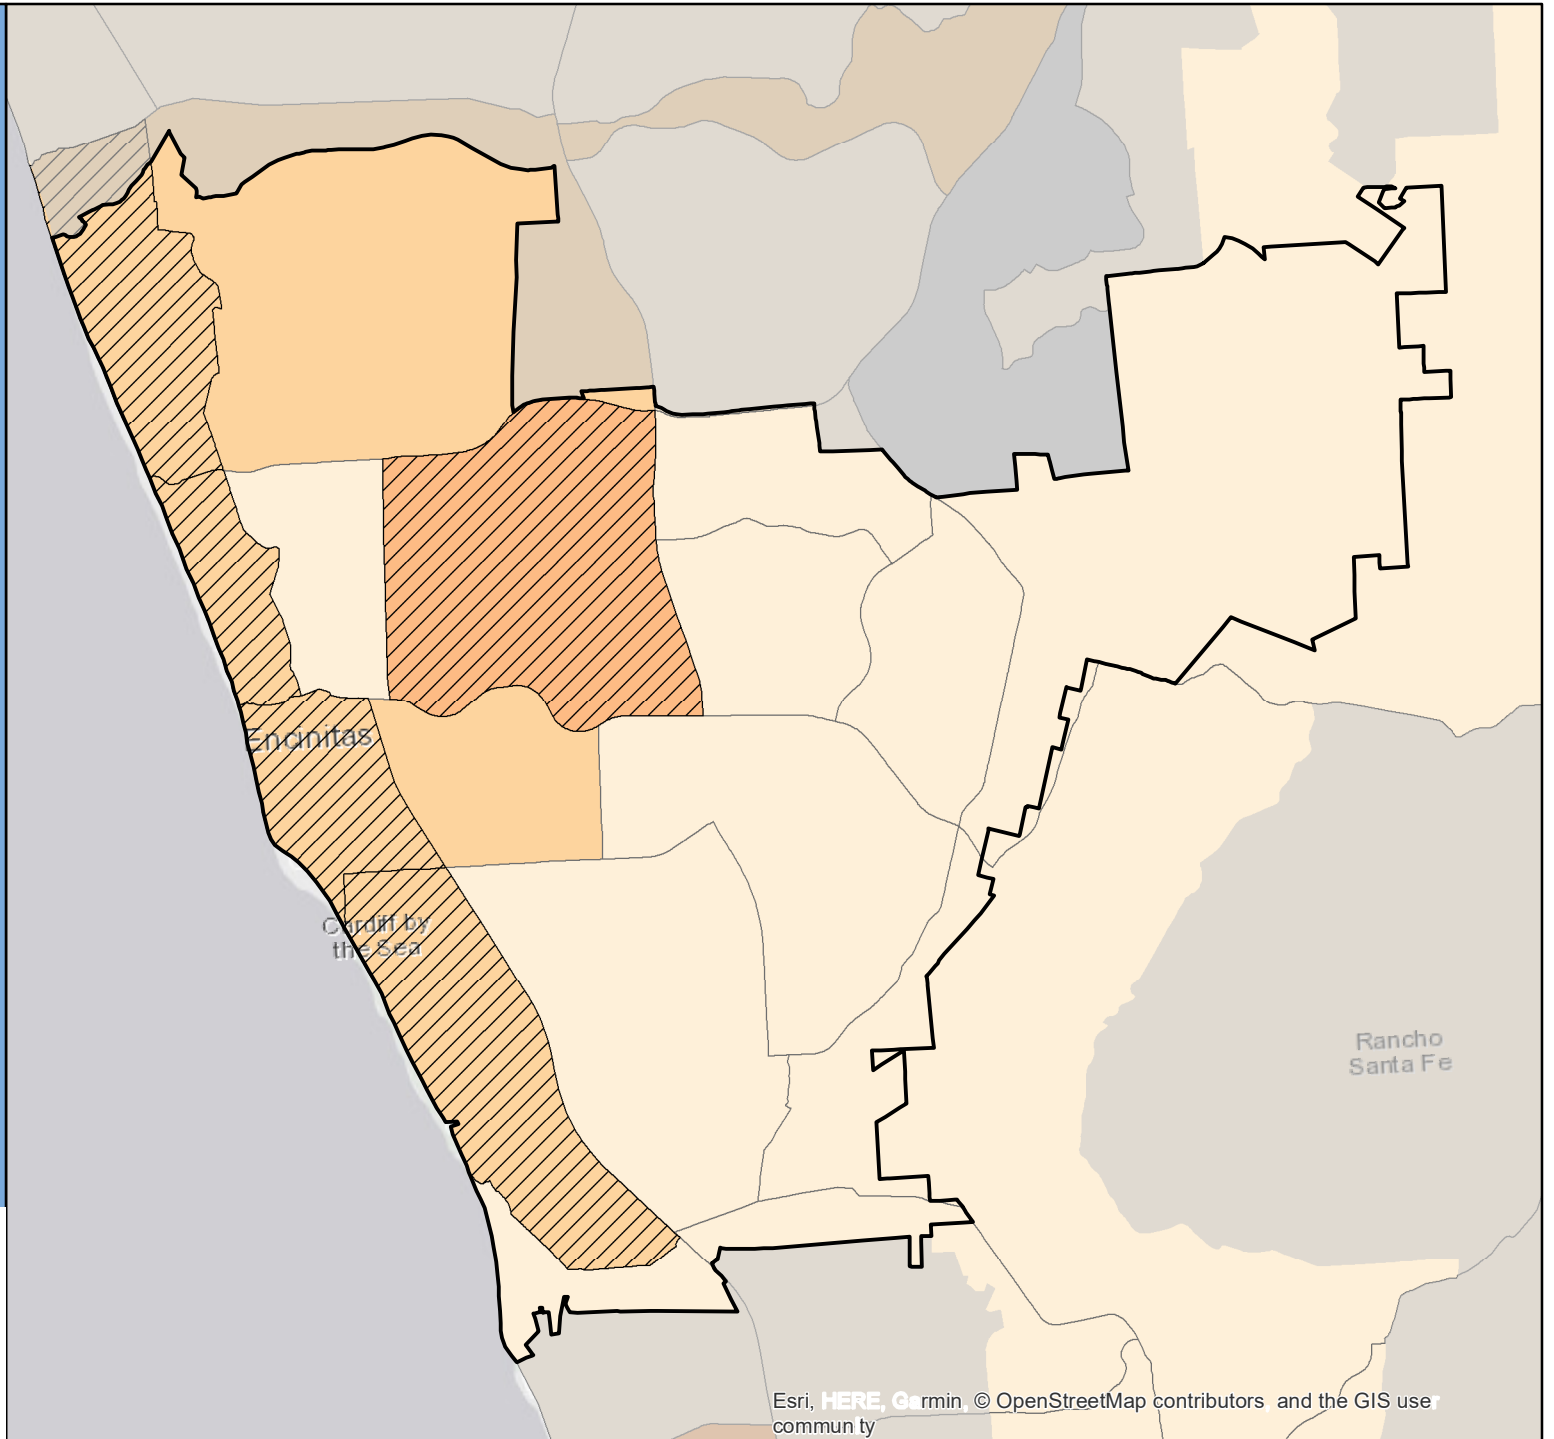 Encinitas
Cardiff by
the Sea
Rancho
Santa Fe
Esri, HERE, Garmin, © OpenStreetMap contributors, and the GIS user
community